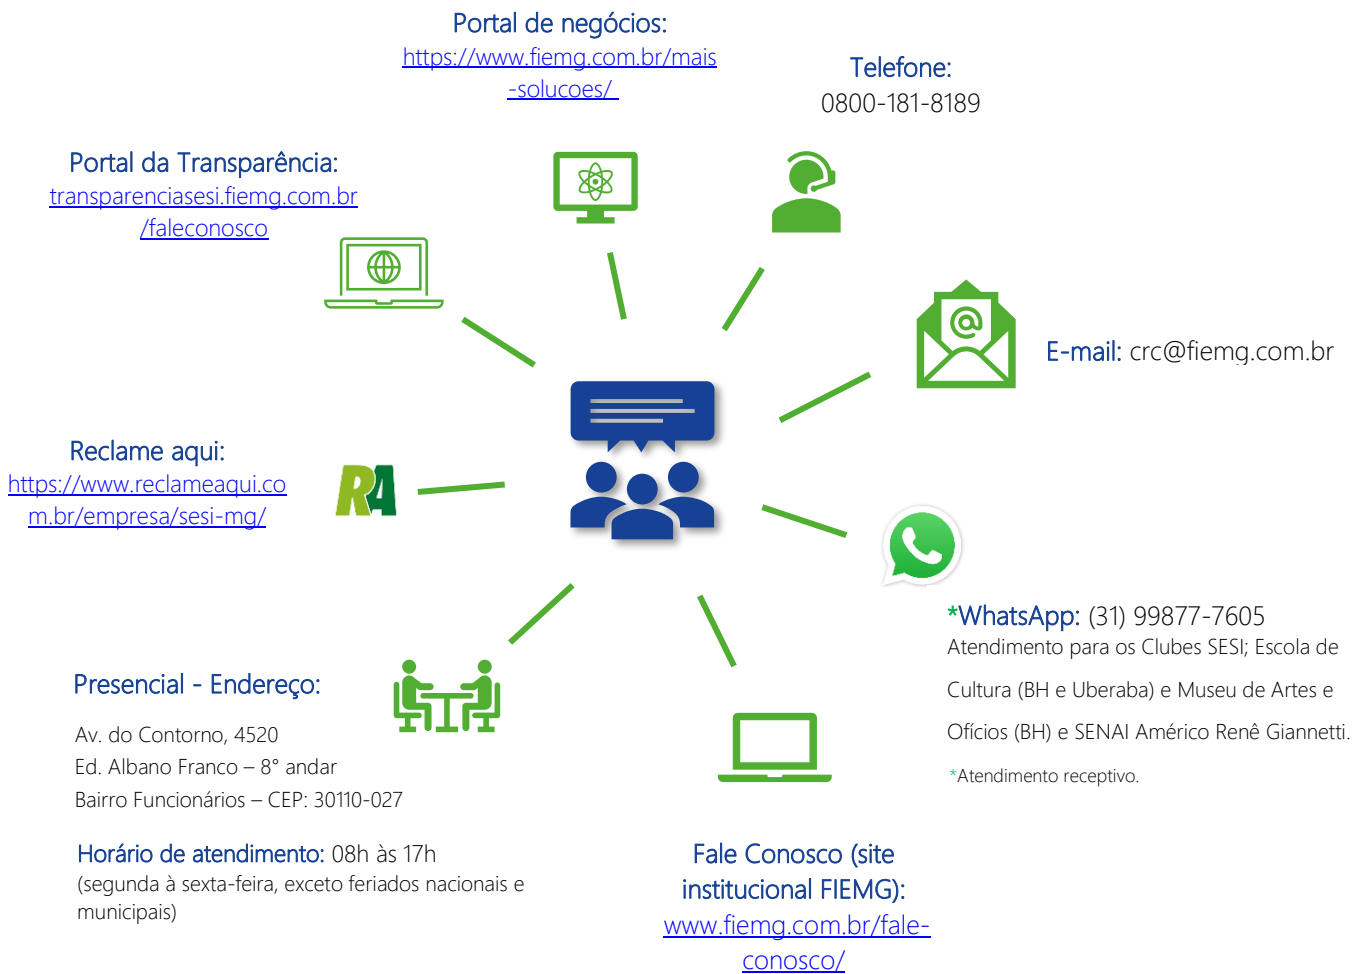 Portal de negócios:
https://www.fiemg.com.br/mais
-solucoes/
Telefone:
0800-181-8189
Portal da Transparência:
transparenciasesi.fiemg.com.br
/faleconosco
@
E-mail: crc@fiemg.com.br
Reclame aqui:
https://www.reclameaqui.co
m.br/empresa/sesi-mg/
RA
*WhatsApp: (31) 99877-7605
Atendimento para os Clubes SESI; Escola de
Cultura (BH e Uberaba) e Museu de Artes e
Ofícios (BH) e SENAI Américo Renê Giannetti.
*Atendimento receptivo.
Presencial - Endereço:
Av. do Contorno, 4520
Ed. Albano Franco – 8° andar
Bairro Funcionários – CEP: 30110-027
Horário de atendimento: 08h às 17h
(segunda à sexta-feira, exceto feriados nacionais e
municipais)
Fale Conosco (site
institucional FIEMG):
www.fiemg.com.br/fale-
conosco/